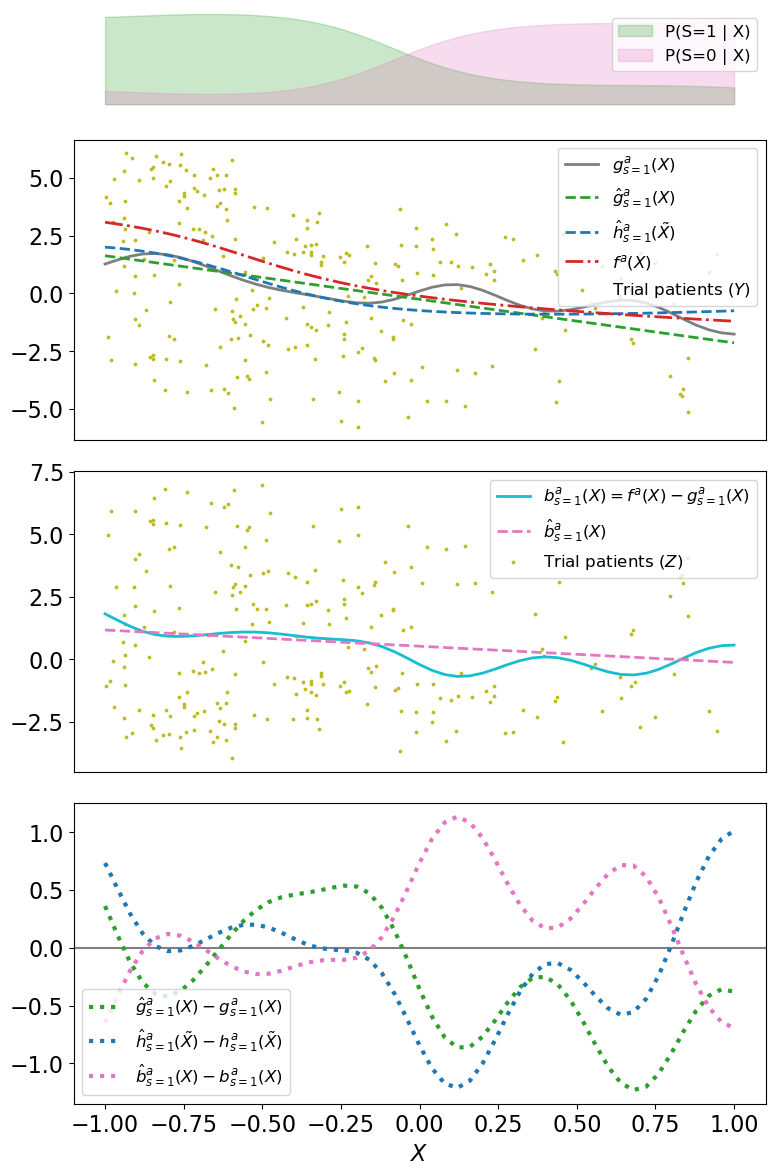 P(S=1 | X)
P(S=0 | X)
5.0
2.5
0.0
−2.5
−5.0
g^a_{s=1}(X)
ĝ^a_{s=1}(X)
ĥ^a_{s=1}(X̃)
f^a(X)
Trial patients (Y)
7.5
5.0
2.5
0.0
−2.5
b^a_{s=1}(X) = f^a(X) − g^a_{s=1}(X)
b̂^a_{s=1}(X)
Trial patients (Z)
1.0
0.5
0.0
−0.5
−1.0
ĝ^a_{s=1}(X) − g^a_{s=1}(X)
ĥ^a_{s=1}(X̃) − h^a_{s=1}(X̃)
b̂^a_{s=1}(X) − b^a_{s=1}(X)
−1.00 −0.75 −0.50 −0.25 0.00 0.25 0.50 0.75 1.00
X